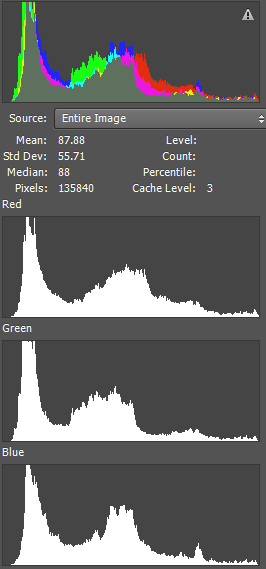 Source: Entire Image
Mean: 87.88 Level:
Std Dev: 55.71 Count:
Median: 88 Percentile:
Pixels: 135840 Cache Level: 3
Red
Green
Blue